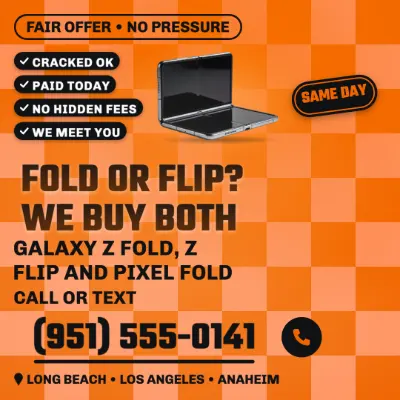 FAIR OFFER • NO PRESSURE
CRACKED OK
PAID TODAY
NO HIDDEN FEES
WE MEET YOU
SAME DAY
FOLD OR FLIP?
WE BUY BOTH
GALAXY Z FOLD, Z
FLIP AND PIXEL FOLD
CALL OR TEXT
(951) 555-0141
LONG BEACH • LOS ANGELES • ANAHEIM